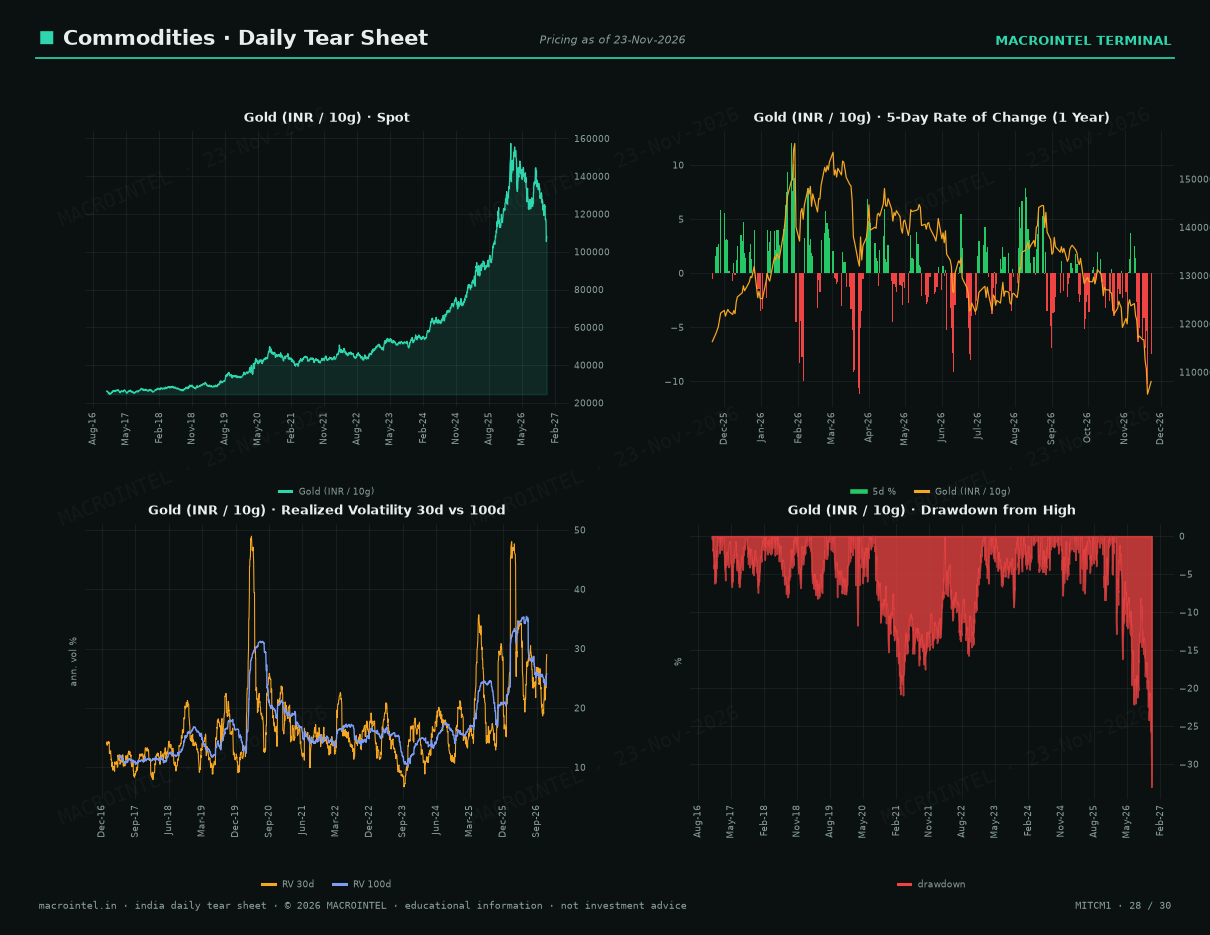 Commodities · Daily Tear Sheet
Pricing as of 23-Nov-2026
MACROINTEL TERMINAL
Gold (INR / 10g) · Spot
160000
140000
120000
100000
80000
60000
40000
20000
Aug-16 May-17 Feb-18 Nov-18 Aug-19 May-20 Feb-21 Nov-21 Aug-22 May-23 Feb-24 Nov-24 Aug-25 May-26 Feb-27
Gold (INR / 10g)
Gold (INR / 10g) · 5-Day Rate of Change (1 Year)
10
5
0
−5
−10
150000
140000
130000
120000
110000
Dec-25 Jan-26 Feb-26 Mar-26 Apr-26 May-26 Jun-26 Jul-26 Aug-26 Sep-26 Oct-26 Nov-26 Dec-26
5d % Gold (INR / 10g)
Gold (INR / 10g) · Realized Volatility 30d vs 100d
ann. vol %
50
40
30
20
10
Dec-16 Sep-17 Jun-18 Mar-19 Dec-19 Sep-20 Jun-21 Mar-22 Dec-22 Sep-23 Jun-24 Mar-25 Dec-25 Sep-26
RV 30d RV 100d
Gold (INR / 10g) · Drawdown from High
%
0
−5
−10
−15
−20
−25
−30
Aug-16 May-17 Feb-18 Nov-18 Aug-19 May-20 Feb-21 Nov-21 Aug-22 May-23 Feb-24 Nov-24 Aug-25 May-26 Feb-27
drawdown
MACROINTEL · 23-Nov-2026
macrointel.in · india daily tear sheet · © 2026 MACROINTEL · educational information · not investment advice
MITCM1 · 28 / 30